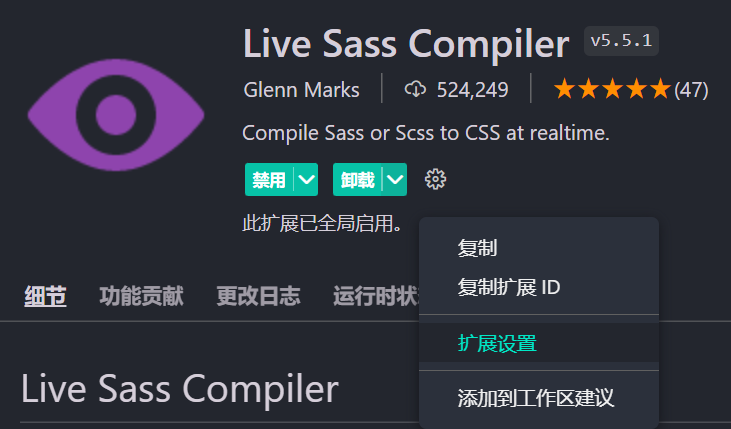 Live Sass Compiler v5.5.1
Glenn Marks 524,249 (47)
Compile Sass or Scss to CSS at realtime.
禁用 卸载
此扩展已全局启用。
复制
复制扩展 ID
扩展设置
添加到工作区建议
细节 功能贡献 更改日志 运行时状
Live Sass Compiler